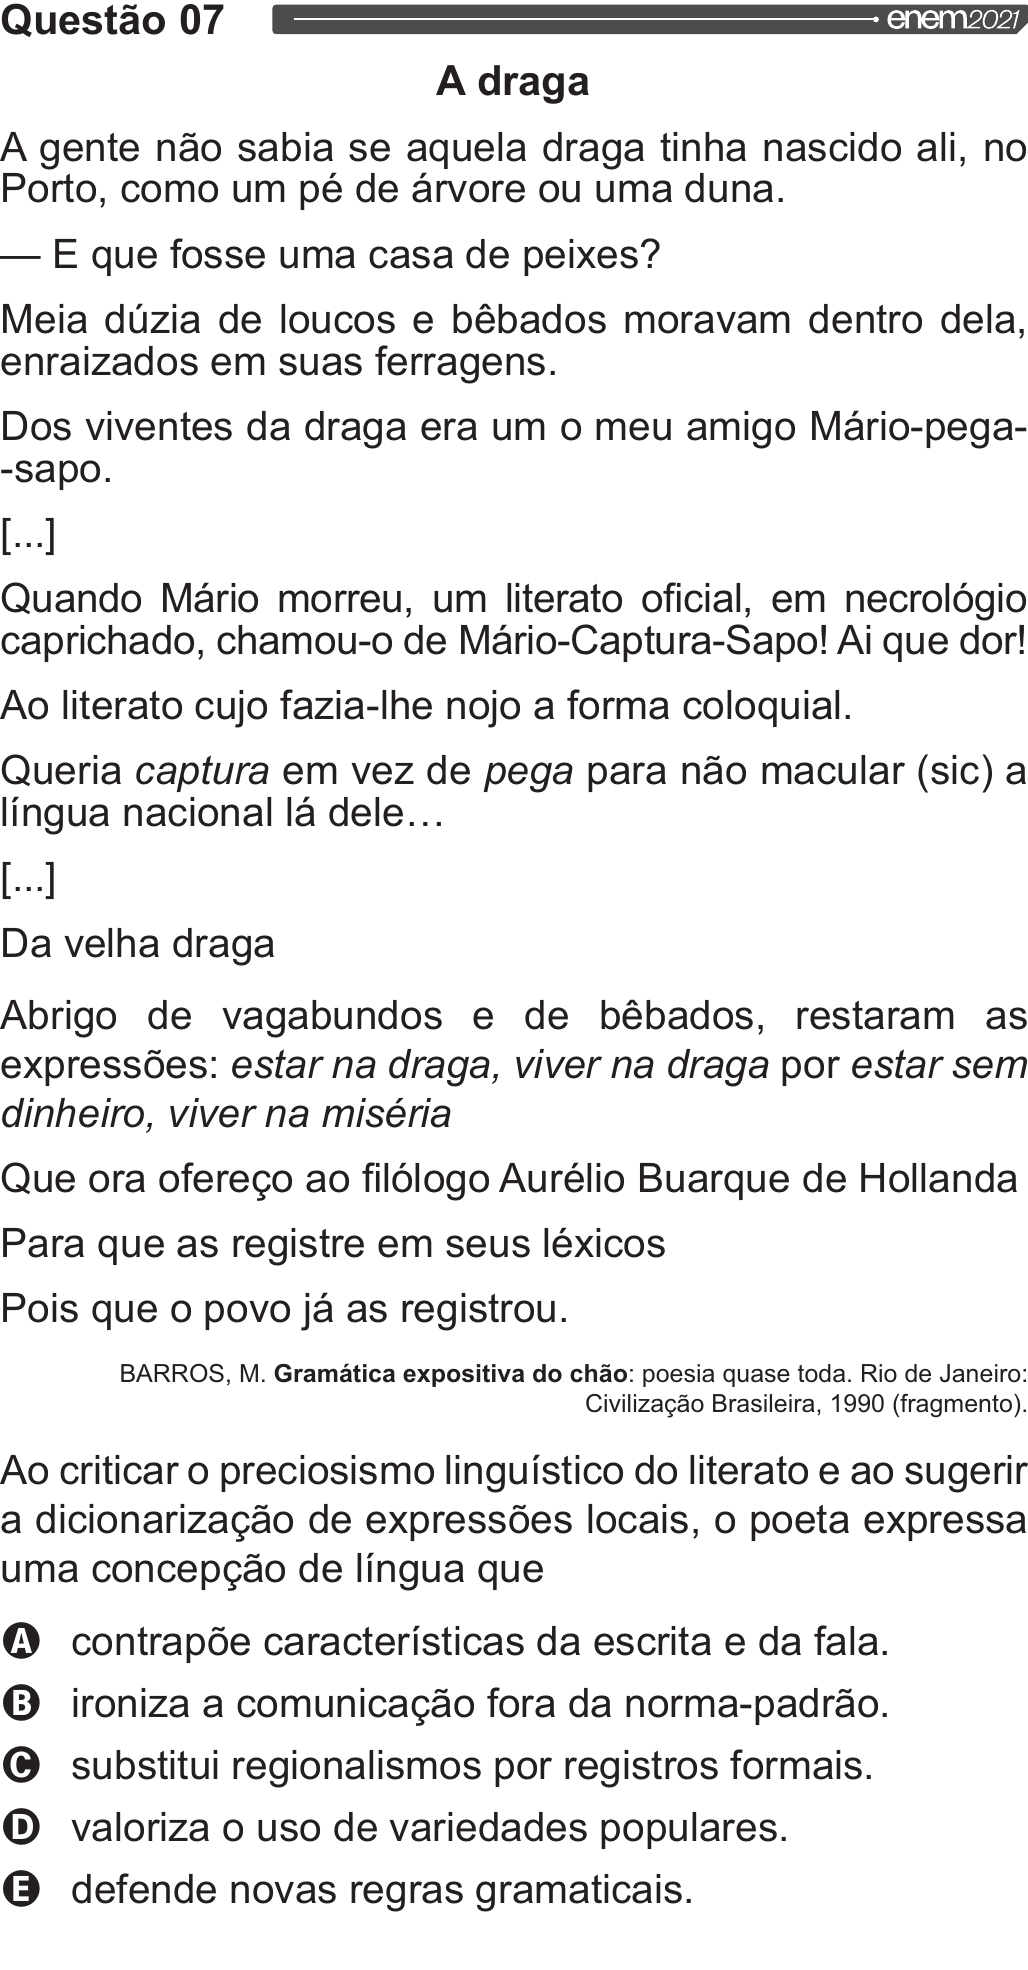 Questão 07
enem2021
A draga
A gente não sabia se aquela draga tinha nascido ali, no
Porto, como um pé de árvore ou uma duna.
— E que fosse uma casa de peixes?
Meia dúzia de loucos e bêbados moravam dentro dela,
enraizados em suas ferragens.
Dos viventes da draga era um o meu amigo Mário-pega-
-sapo.
[...]
Quando Mário morreu, um literato oficial, em necrológio
caprichado, chamou-o de Mário-Captura-Sapo! Ai que dor!
Ao literato cujo fazia-lhe nojo a forma coloquial.
Queria captura em vez de pega para não macular (sic) a
língua nacional lá dele…
[...]
Da velha draga
Abrigo de vagabundos e de bêbados, restaram as
expressões: estar na draga, viver na draga por estar sem
dinheiro, viver na miséria
Que ora ofereço ao filólogo Aurélio Buarque de Hollanda
Para que as registre em seus léxicos
Pois que o povo já as registrou.
BARROS, M. Gramática expositiva do chão: poesia quase toda. Rio de Janeiro:
Civilização Brasileira, 1990 (fragmento).
Ao criticar o preciosismo linguístico do literato e ao sugerir
a dicionarização de expressões locais, o poeta expressa
uma concepção de língua que
A contrapõe características da escrita e da fala.
B ironiza a comunicação fora da norma-padrão.
C substitui regionalismos por registros formais.
D valoriza o uso de variedades populares.
E defende novas regras gramaticais.